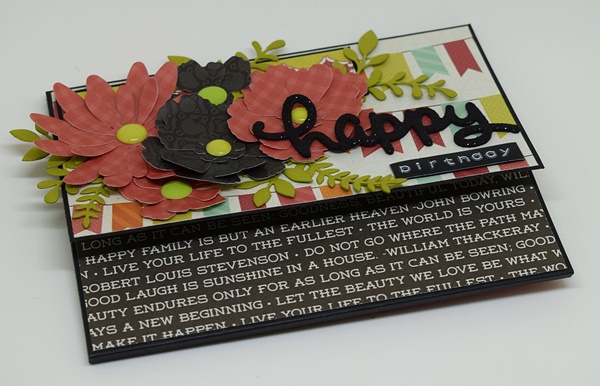 happy
birthday
LONG AS IT CAN BE SEEN; GOODNESS, BEAUTIFUL TODAY, WIL
HAPPY FAMILY IS BUT AN EARLIER HEAVEN -JOHN BOWRING •
N • LIVE YOUR LIFE TO THE FULLEST • THE WORLD IS YOURS •
ROBERT LOUIS STEVENSON • DO NOT GO WHERE THE PATH MAY
GOOD LAUGH IS SUNSHINE IN A HOUSE. -WILLIAM THACKERAY
EAUTY ENDURES ONLY FOR AS LONG AS IT CAN BE SEEN; GOOD
AYS A NEW BEGINNING • LET THE BEAUTY WE LOVE BE WHAT W
MAKE IT HAPPEN • LIVE YOUR LIFE TO THE FULLEST • THE WO